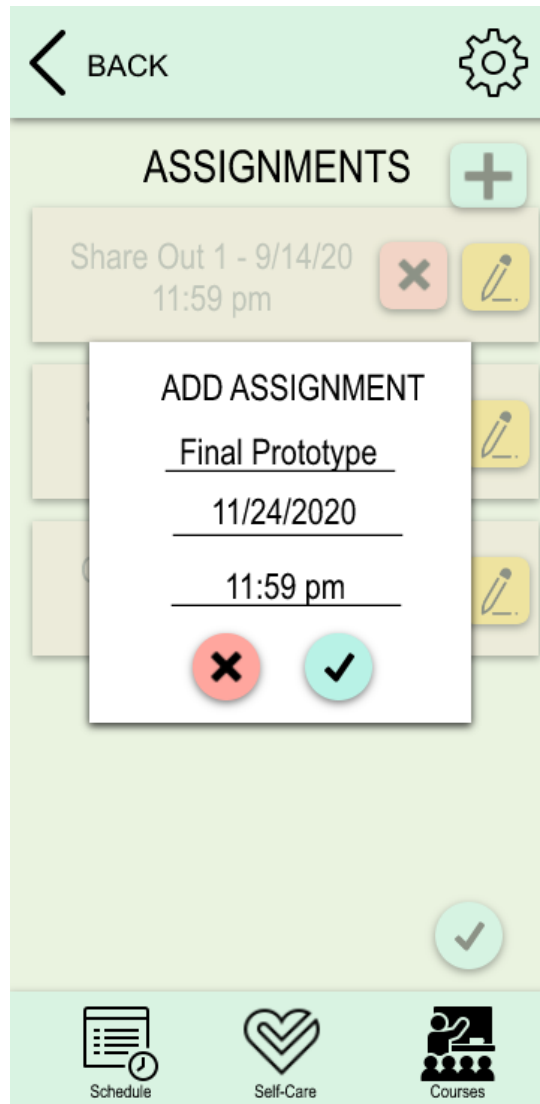 BACK
ASSIGNMENTS
Share Out 1 - 9/14/20
11:59 pm
ADD ASSIGNMENT
Final Prototype
11/24/2020
11:59 pm
Schedule
Self-Care
Courses